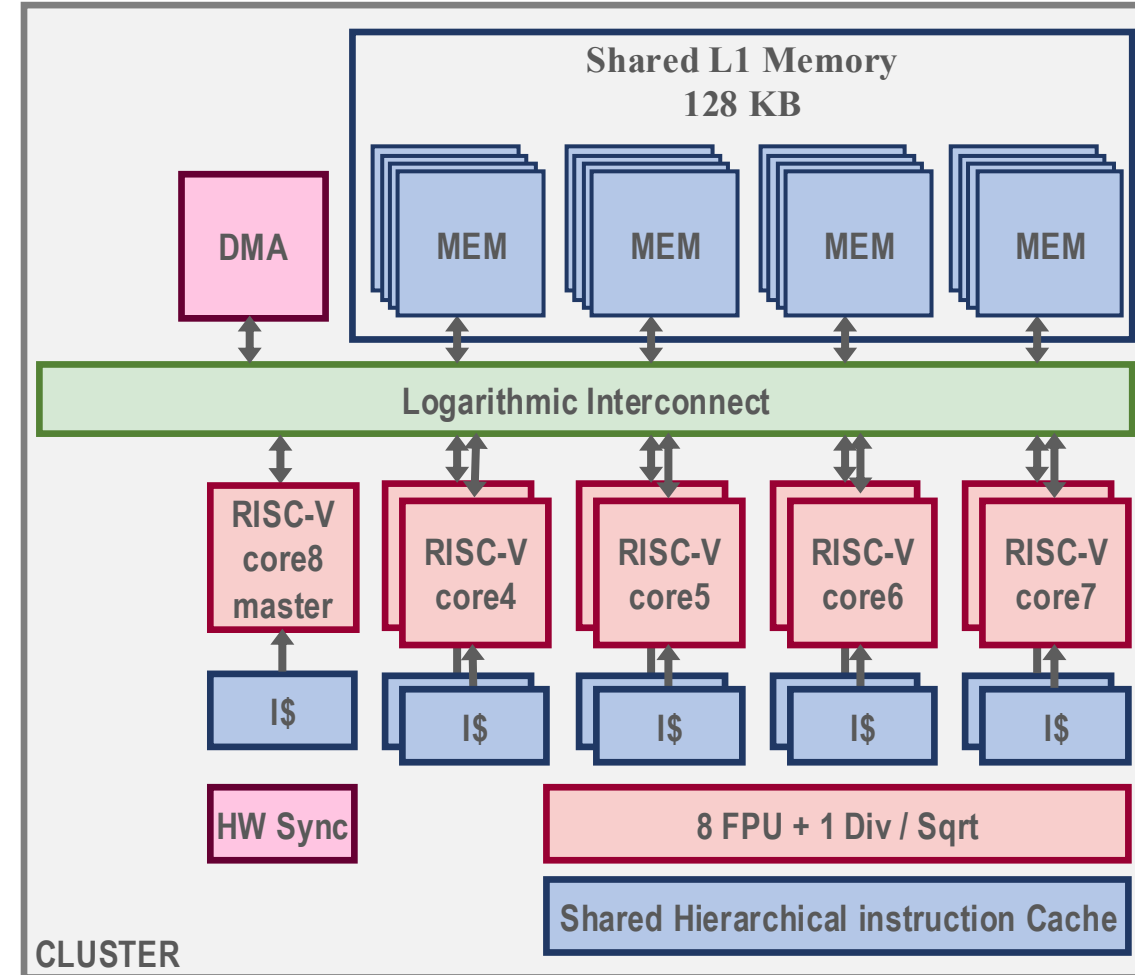 Shared L1 Memory
128 KB
DMA
MEM
MEM
MEM
MEM
Logarithmic Interconnect
RISC-V
core8
master
RISC-V
core4
RISC-V
core5
RISC-V
core6
RISC-V
core7
I$
I$
I$
I$
I$
HW Sync
8 FPU + 1 Div / Sqrt
Shared Hierarchical instruction Cache
CLUSTER